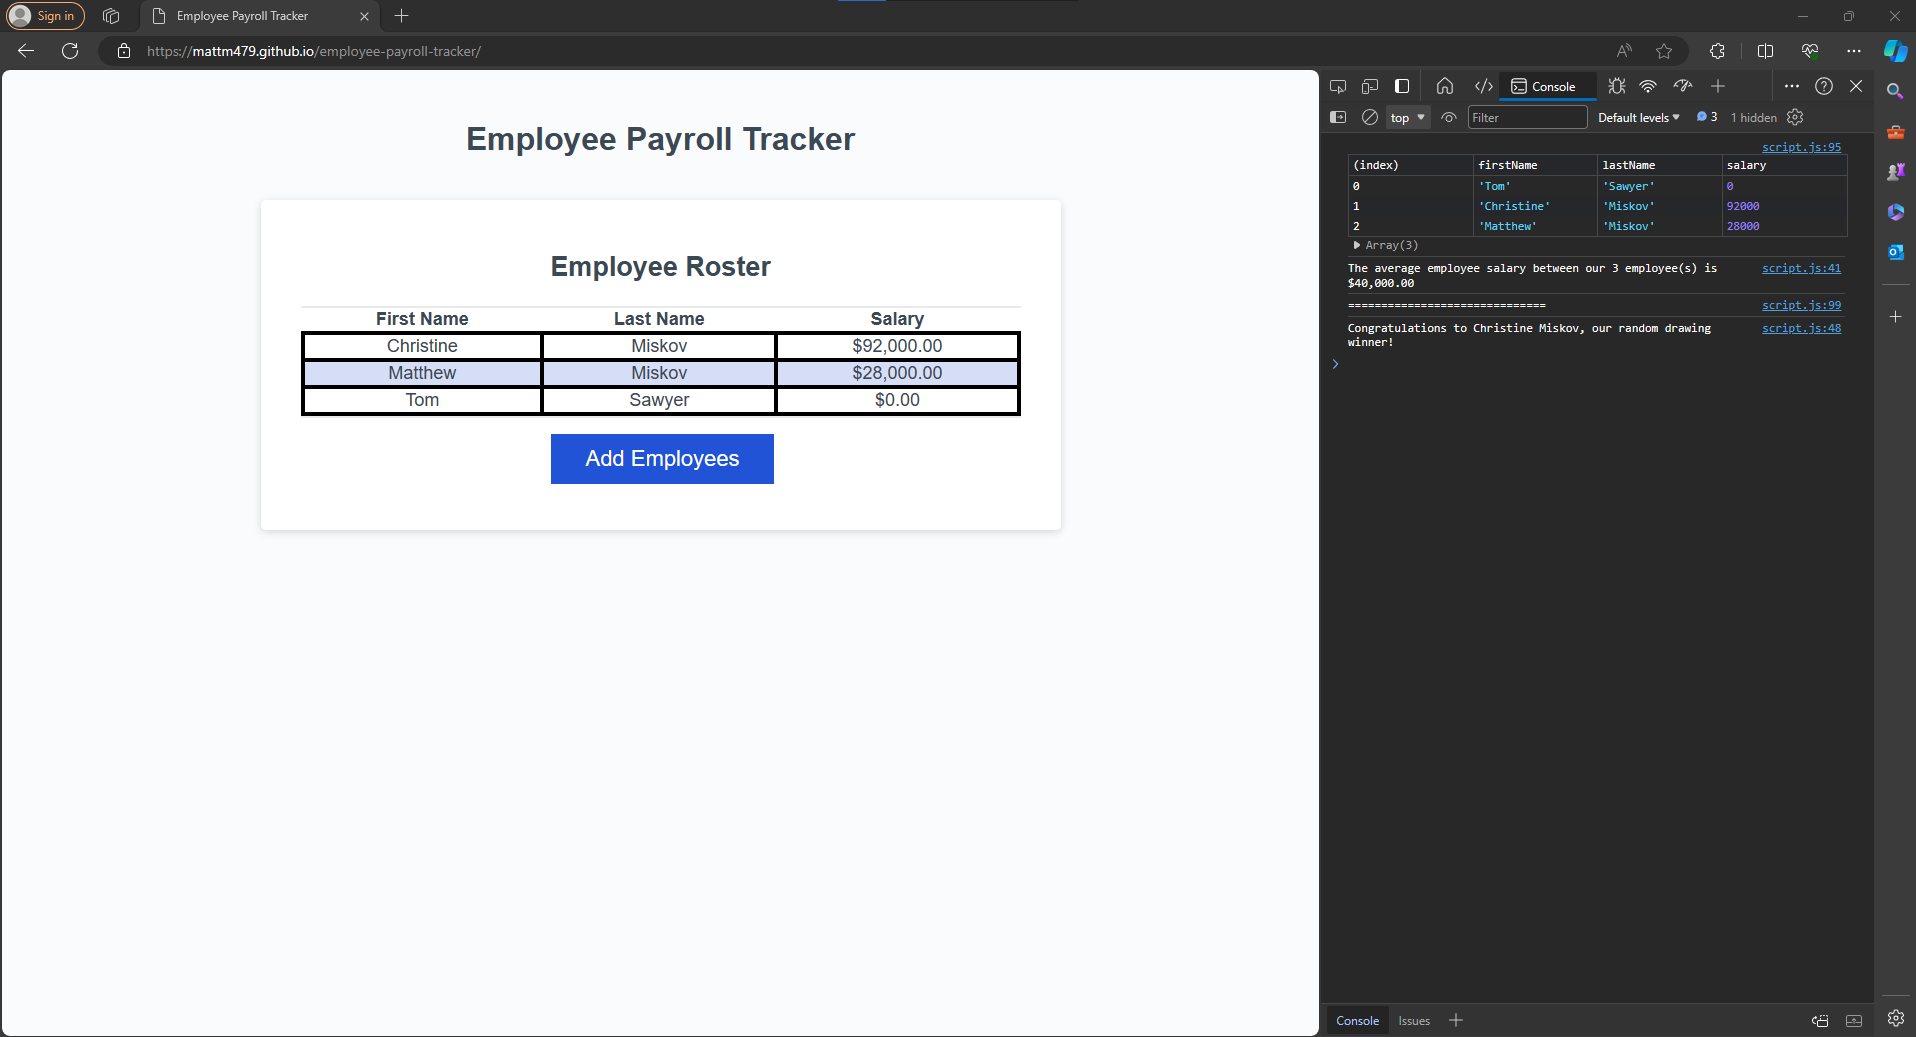 Sign in
Employee Payroll Tracker
https://mattm479.github.io/employee-payroll-tracker/
Employee Payroll Tracker
Employee Roster
First Name Last Name Salary
Christine Miskov $92,000.00
Matthew Miskov $28,000.00
Tom Sawyer $0.00
Add Employees
Console
top Filter Default levels 3 1 hidden
script.js:95
(index) firstName lastName salary
0 'Tom' 'Sawyer' 0
1 'Christine' 'Miskov' 92000
2 'Matthew' 'Miskov' 28000
Array(3)
The average employee salary between our 3 employee(s) is script.js:41
$40,000.00
============================== script.js:99
Congratulations to Christine Miskov, our random drawing script.js:48
winner!
Console Issues